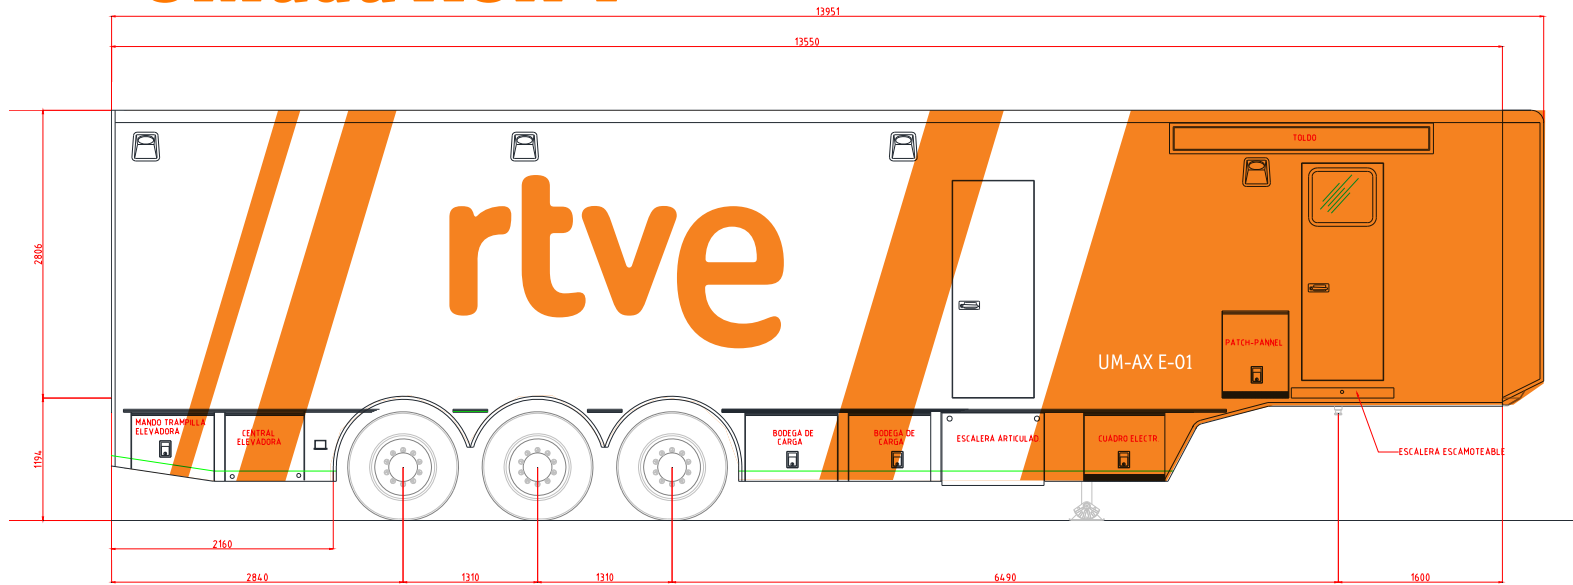 13951
13550
TOLDO
rtve
2806
PATCH-PANNEL
UM-AX E-01
MANDO TRAMPILLA
ELEVADORA
CENTRAL
ELEVADORA
BODEGA DE
CARGA
BODEGA DE
CARGA
ESCALERA ARTICULAD
CUADRO ELECTR
ESCALERA ESCAMOTEABLE
1194
2160
2840
1310
1310
6490
1600